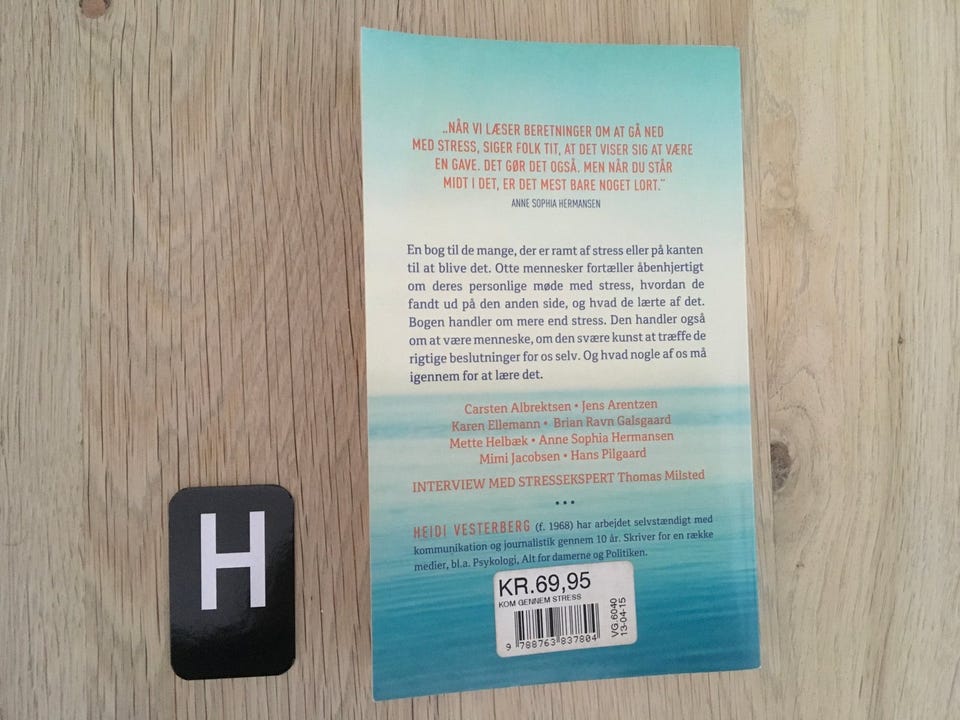 „NÅR VI LÆSER BERETNINGER OM AT GÅ NED
MED STRESS, SIGER FOLK TIT, AT DET VISER SIG AT VÆRE
EN GAVE. DET GØR DET OGSÅ. MEN NÅR DU STÅR
MIDT I DET, ER DET MEST BARE NOGET LORT.”
ANNE SOPHIA HERMANSEN
En bog til de mange, der er ramt af stress eller på kanten
til at blive det. Otte mennesker fortæller åbenhjertigt
om deres personlige møde med stress, hvordan de
fandt ud på den anden side, og hvad de lærte af det.
Bogen handler om mere end stress. Den handler også
om at være menneske, om den svære kunst at træffe de
rigtige beslutninger for os selv. Og hvad nogle af os må
igennem for at lære det.
Carsten Albrektsen • Jens Arentzen
Karen Ellemann • Brian Ravn Galsgaard
Mette Helbæk • Anne Sophia Hermansen
Mimi Jacobsen • Hans Pilgaard
INTERVIEW MED STRESSEKSPERT Thomas Milsted
•••
HEIDI VESTERBERG (f. 1968) har arbejdet selvstændigt med
kommunikation og journalistik gennem 10 år. Skriver for en række
medier, bl.a. Psykologi, Alt for damerne og Politiken.
KR.69,95
KOM GENNEM STRESS
9 788763 837804
VG.6040
13-04-15
H